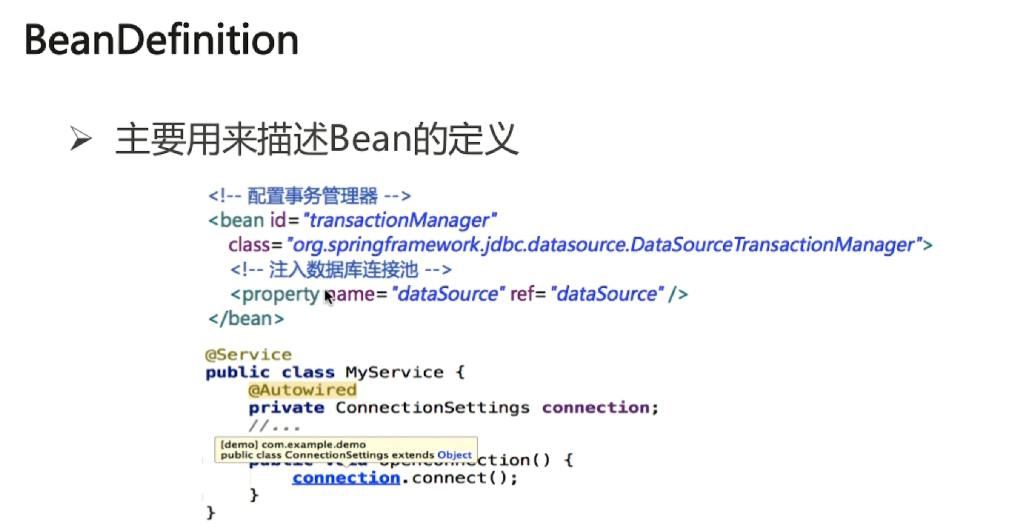 BeanDefinition
➢ 主要用来描述Bean的定义
<!-- 配置事务管理器 -->
<bean id="transactionManager"
class="org.springframework.jdbc.datasource.DataSourceTransactionManager">
<!-- 注入数据库连接池 -->
<property name="dataSource" ref="dataSource" />
</bean>
@Service
public class MyService {
@Autowired
private ConnectionSettings connection;
//...
[demo] com.example.demo
public class ConnectionSettings extends Object
public void openConnection() {
connection.connect();
}
}